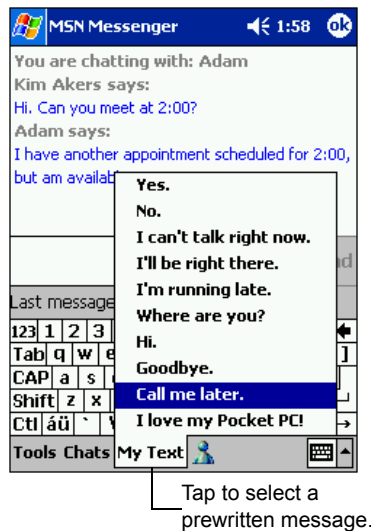 MSN Messenger 1:58 ok
You are chatting with: Adam
Kim Akers says:
Hi. Can you meet at 2:00?
Adam says:
I have another appointment scheduled for 2:00,
but am availab
Yes.
No.
I can't talk right now.
I'll be right there.
I'm running late.
Where are you?
Hi.
Goodbye.
Call me later.
I love my Pocket PC!
nd
Last message
123 1 2 3
Tab q w e ]
CAP a s
Shift z x
Ctl áü `
Tools Chats My Text
Tap to select a
prewritten message.